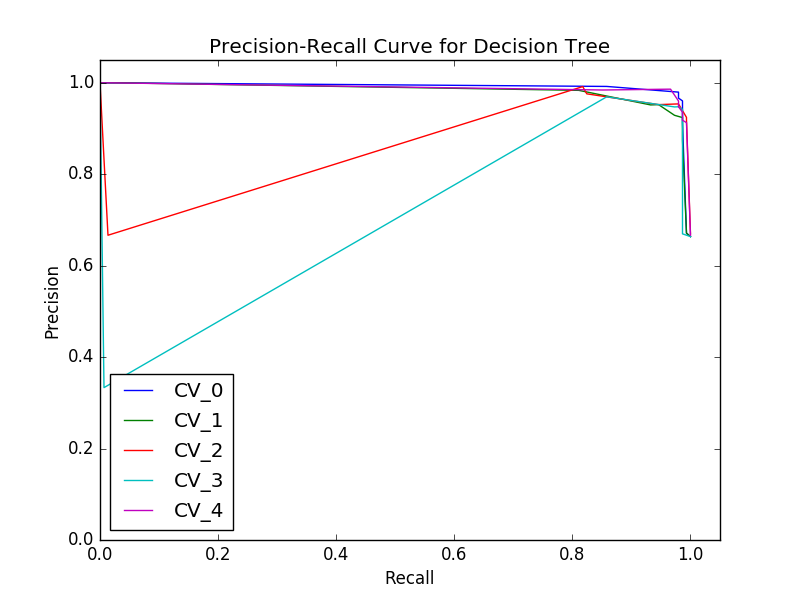 Precision-Recall Curve for Decision Tree
1.0
0.8
0.6
0.4
0.2
0.0
Precision
CV_0
CV_1
CV_2
CV_3
CV_4
0.0 0.2 0.4 0.6 0.8 1.0
Recall